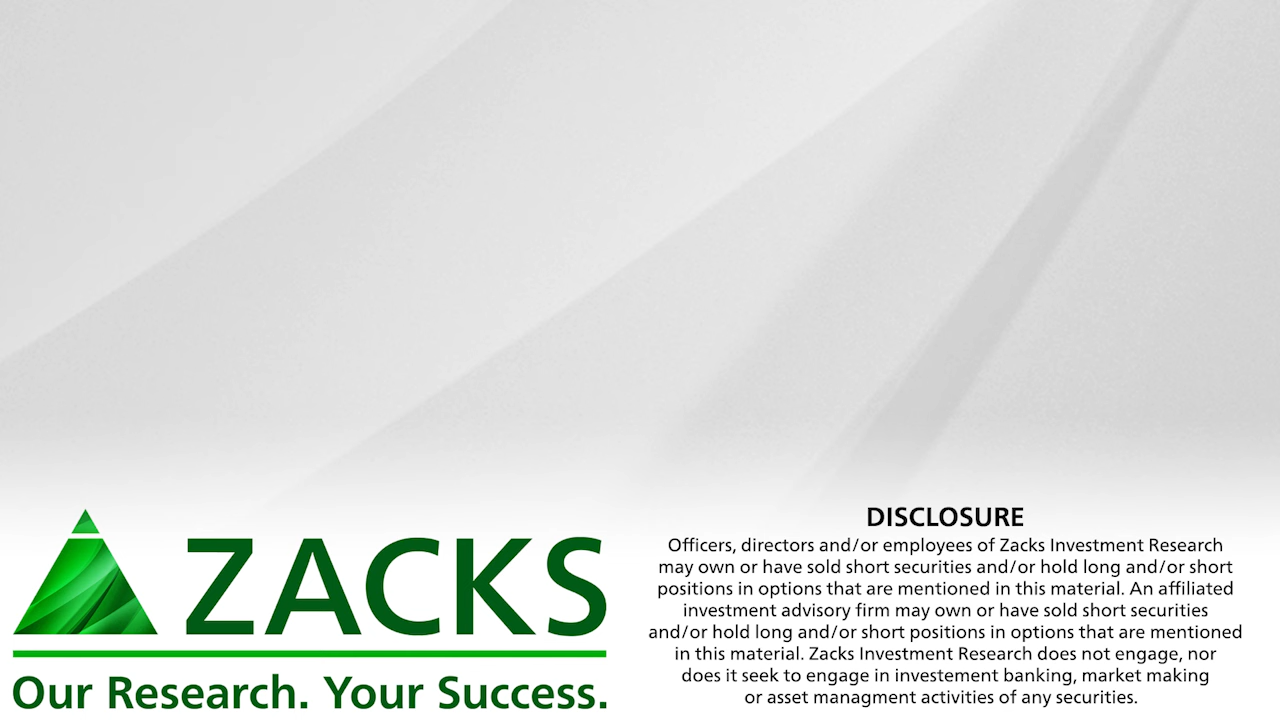 ZACKS
Our Research. Your Success.
DISCLOSURE
Officers, directors and/or employees of Zacks Investment Research
may own or have sold short securities and/or hold long and/or short
positions in options that are mentioned in this material. An affiliated
investment advisory firm may own or have sold short securities
and/or hold long and/or short positions in options that are mentioned
in this material. Zacks Investment Research does not engage, nor
does it seek to engage in investement banking, market making
or asset managment activities of any securities.